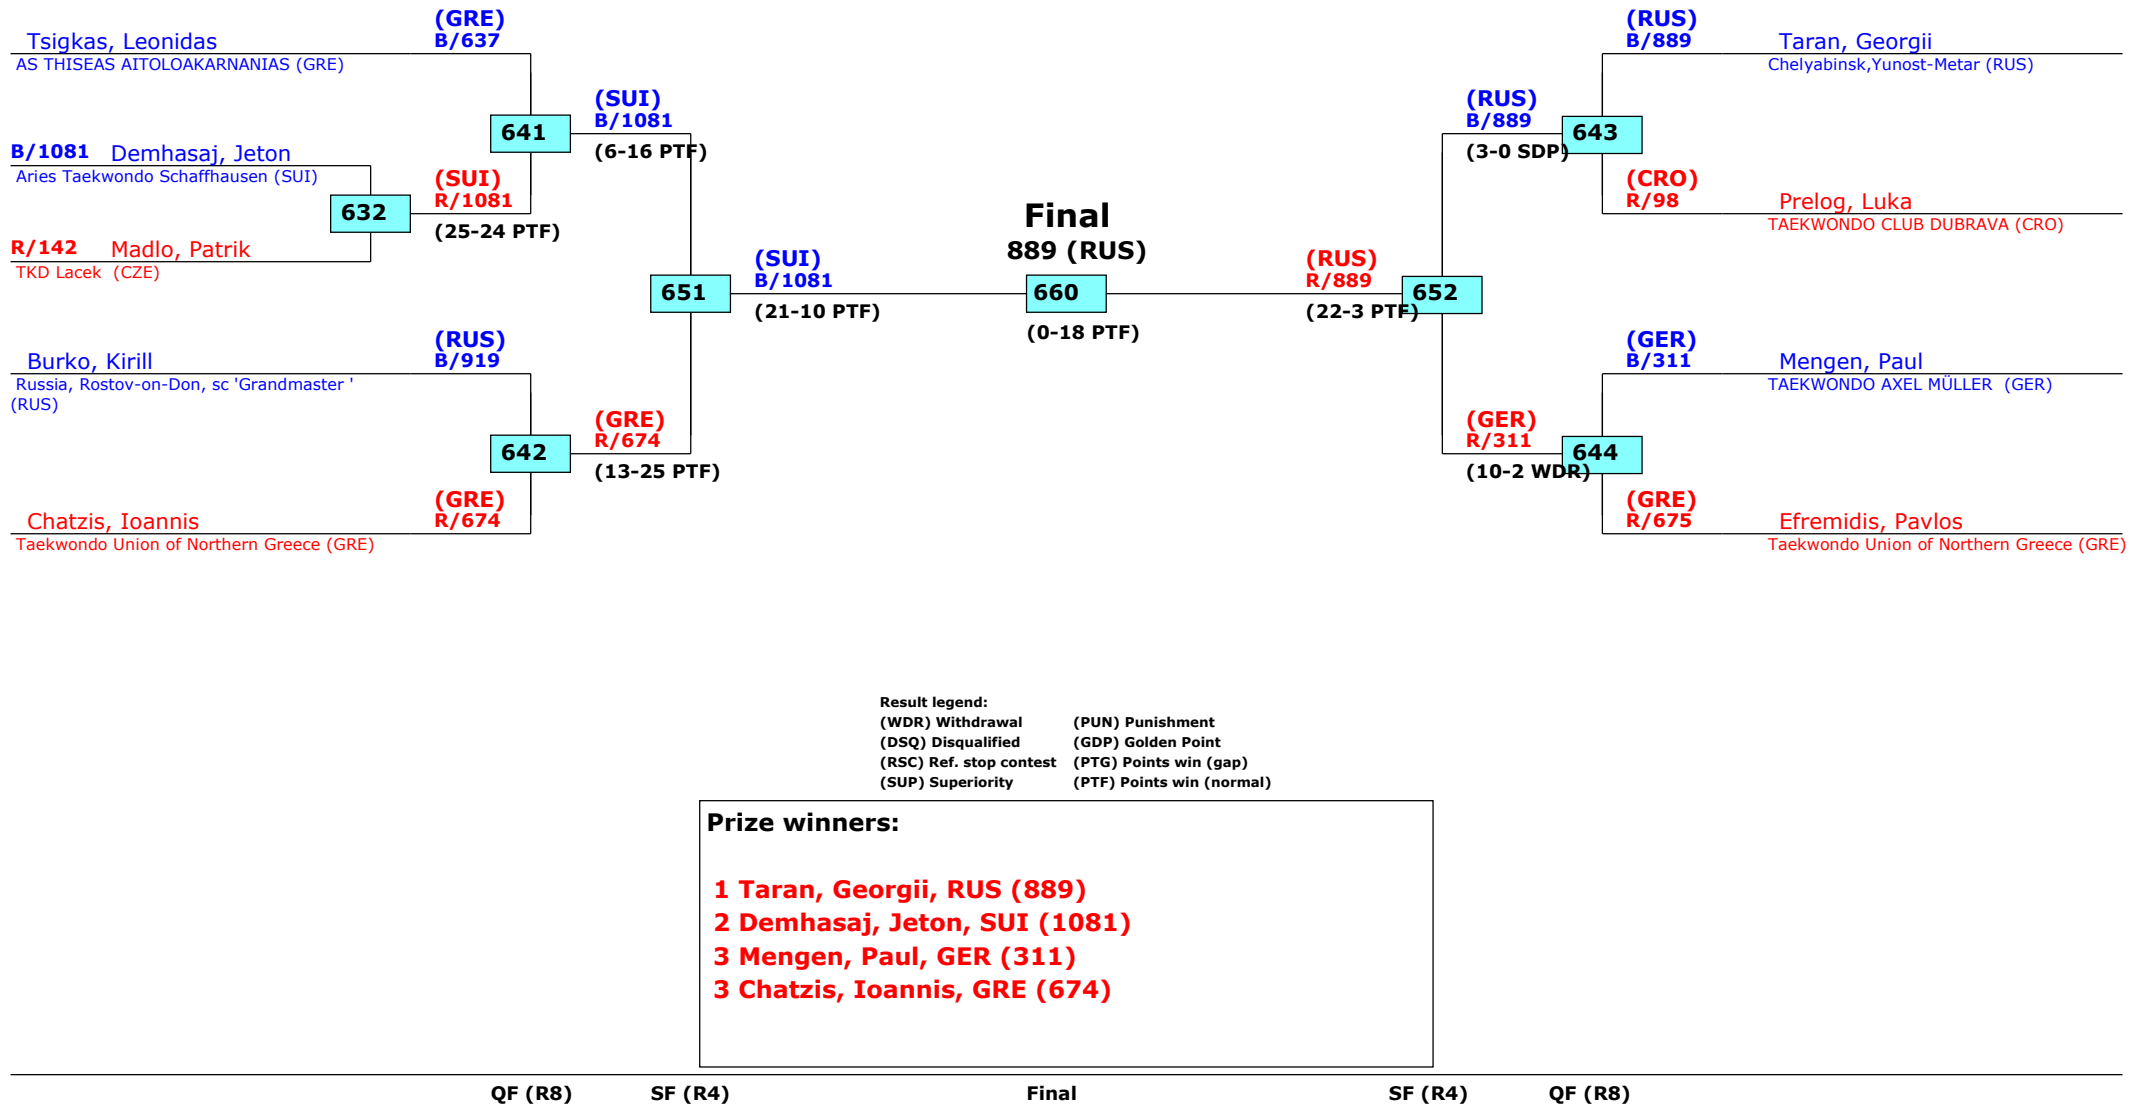 (GRE)
B/637
Tsigkas, Leonidas
AS THISEAS AITOLOAKARNANIAS (GRE)
641
(SUI)
B/1081
(6-16 PTF)
B/1081 Demhasaj, Jeton
Aries Taekwondo Schaffhausen (SUI)
632
(SUI)
R/1081
(25-24 PTF)
R/142 Madlo, Patrik
TKD Lacek (CZE)
651
(SUI)
B/1081
(21-10 PTF)
(RUS)
B/919
Burko, Kirill
Russia, Rostov-on-Don, sc 'Grandmaster '
(RUS)
642
(GRE)
R/674
(13-25 PTF)
(GRE)
R/674
Chatzis, Ioannis
Taekwondo Union of Northern Greece (GRE)
Final
889 (RUS)
660
(0-18 PTF)
(RUS)
B/889
Taran, Georgii
Chelyabinsk,Yunost-Metar (RUS)
(RUS)
B/889
(3-0 SDP)
643
(CRO)
R/98
Prelog, Luka
TAEKWONDO CLUB DUBRAVA (CRO)
(RUS)
R/889
(22-3 PTF)
652
(GER)
B/311
Mengen, Paul
TAEKWONDO AXEL MÜLLER (GER)
(GER)
R/311
(10-2 WDR)
644
(GRE)
R/675
Efremidis, Pavlos
Taekwondo Union of Northern Greece (GRE)
Result legend:
(WDR) Withdrawal (PUN) Punishment
(DSQ) Disqualified (GDP) Golden Point
(RSC) Ref. stop contest (PTG) Points win (gap)
(SUP) Superiority (PTF) Points win (normal)
Prize winners:
1 Taran, Georgii, RUS (889)
2 Demhasaj, Jeton, SUI (1081)
3 Mengen, Paul, GER (311)
3 Chatzis, Ioannis, GRE (674)
QF (R8) SF (R4) Final SF (R4) QF (R8)